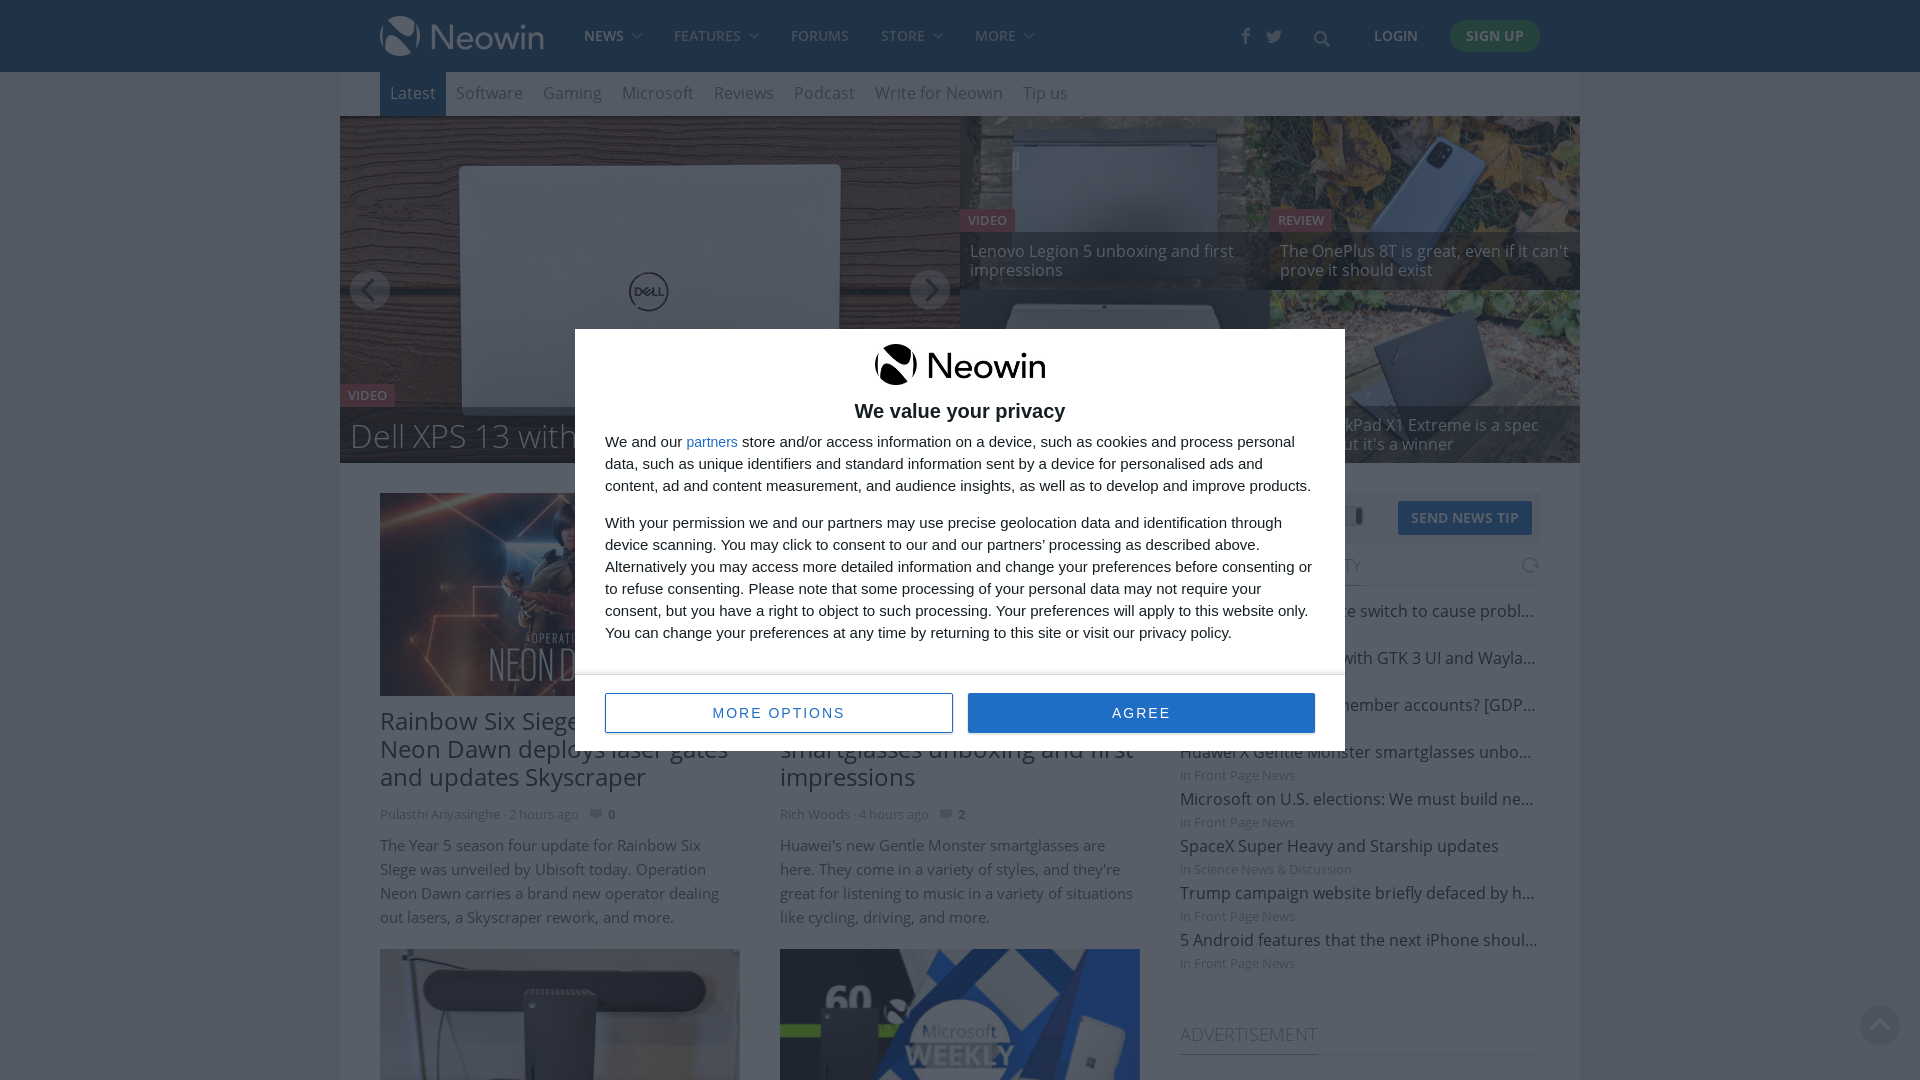 Neowin
NEWS
FEATURES
FORUMS
STORE
MORE
LOGIN
SIGN UP
Latest
Software
Gaming
Microsoft
Reviews
Podcast
Write for Neowin
Tip us
DELL
VIDEO
Dell XPS 13 with
VIDEO
Lenovo Legion 5 unboxing and first
impressions
REVIEW
The OnePlus 8T is great, even if it can't
prove it should exist
kPad X1 Extreme is a spec
ut it's a winner
Neowin
We value your privacy
We and our partners store and/or access information on a device, such as cookies and process personal
data, such as unique identifiers and standard information sent by a device for personalised ads and
content, ad and content measurement, and audience insights, as well as to develop and improve products.
With your permission we and our partners may use precise geolocation data and identification through
device scanning. You may click to consent to our and our partners’ processing as described above.
Alternatively you may access more detailed information and change your preferences before consenting or
to refuse consenting. Please note that some processing of your personal data may not require your
consent, but you have a right to object to such processing. Your preferences will apply to this website only.
You can change your preferences at any time by returning to this site or visit our privacy policy.
MORE OPTIONS
AGREE
OPERATI
NEON D
Rainbow Six Siege
Neon Dawn deploys laser gates
and updates Skyscraper
Pulasthi Ariyasinghe · 2 hours ago 0
The Year 5 season four update for Rainbow Six
SIege was unveiled by Ubisoft today. Operation
Neon Dawn carries a brand new operator dealing
out lasers, a Skyscraper rework, and more.
smartglasses unboxing and first
impressions
Rich Woods · 4 hours ago 2
Huawei's new Gentle Monster smartglasses are
here. They come in a variety of styles, and they're
great for listening to music in a variety of situations
like cycling, driving, and more.
60
Microsoft
WEEKLY
SEND NEWS TIP
TY
te switch to cause probl...
with GTK 3 UI and Wayla...
member accounts? [GDP...
Huawei X Gentle Monster smartglasses unbo...
in Front Page News
Microsoft on U.S. elections: We must build ne...
in Front Page News
SpaceX Super Heavy and Starship updates
in Science News & Discussion
Trump campaign website briefly defaced by h...
in Front Page News
5 Android features that the next iPhone shoul...
in Front Page News
ADVERTISEMENT